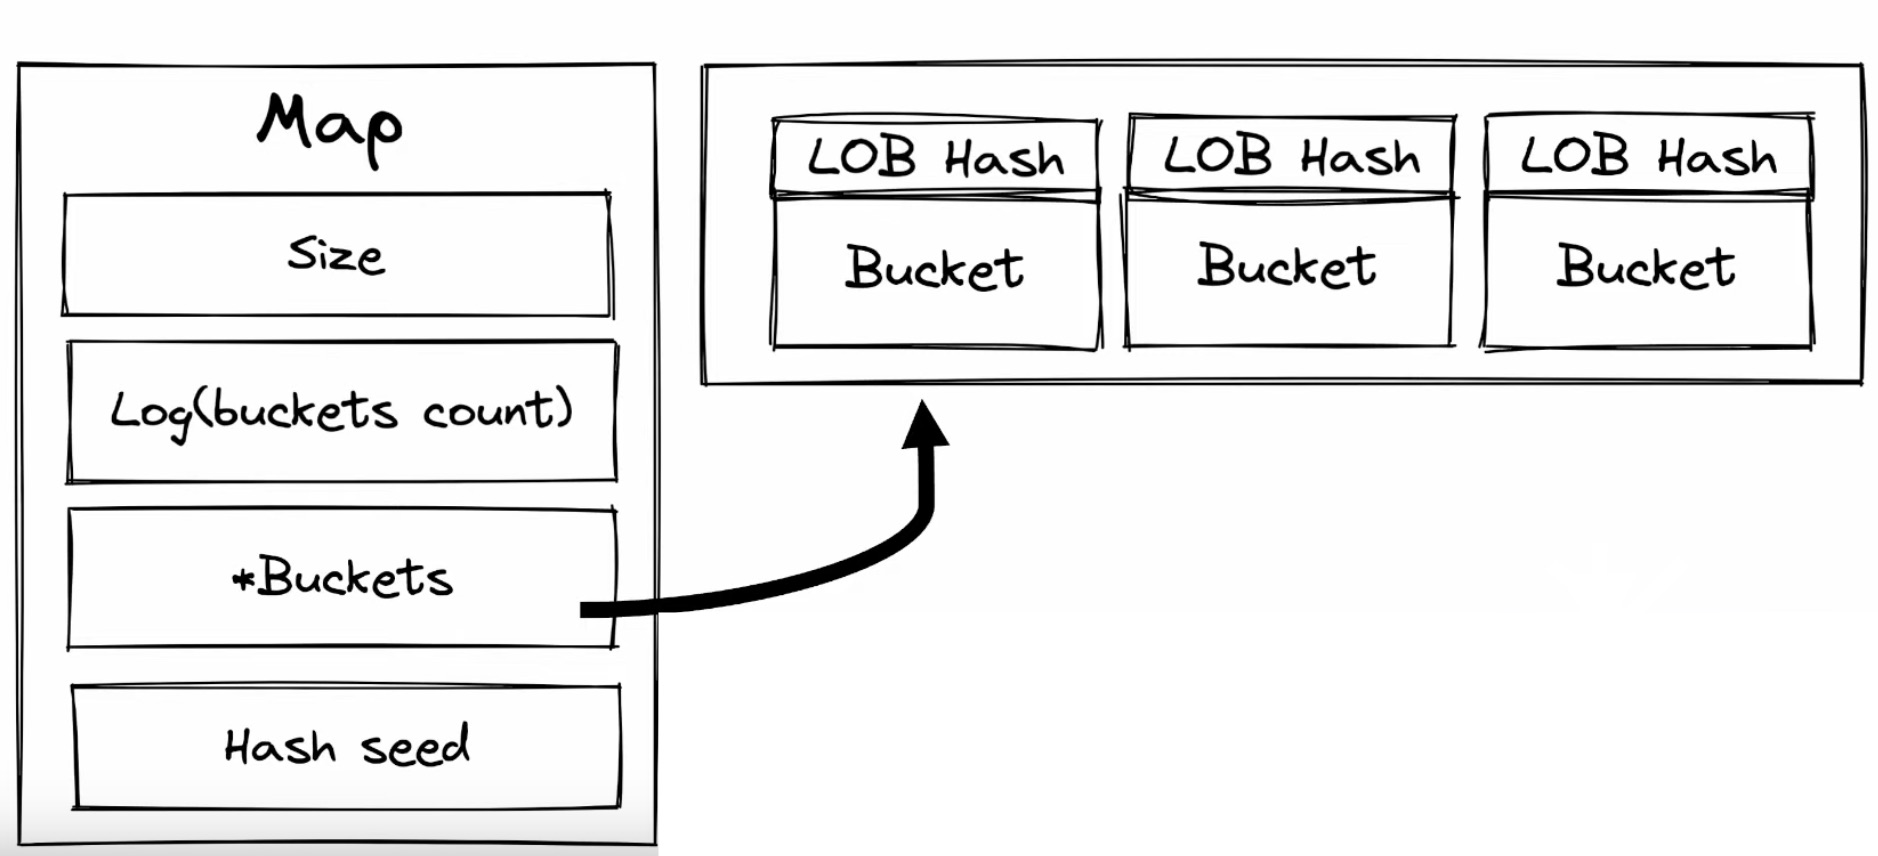 Map
Size
Log(buckets count)
*Buckets
Hash seed
LOB Hash
Bucket
LOB Hash
Bucket
LOB Hash
Bucket